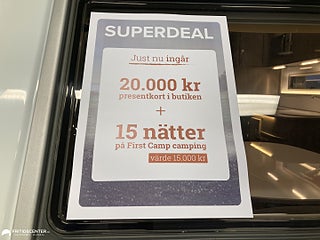 SUPERDEAL
Just nu ingår
20.000 kr
presentkort i butiken
+
15 nätter
på First Camp camping
värde 15.000 kr
FRITIDSCENTER